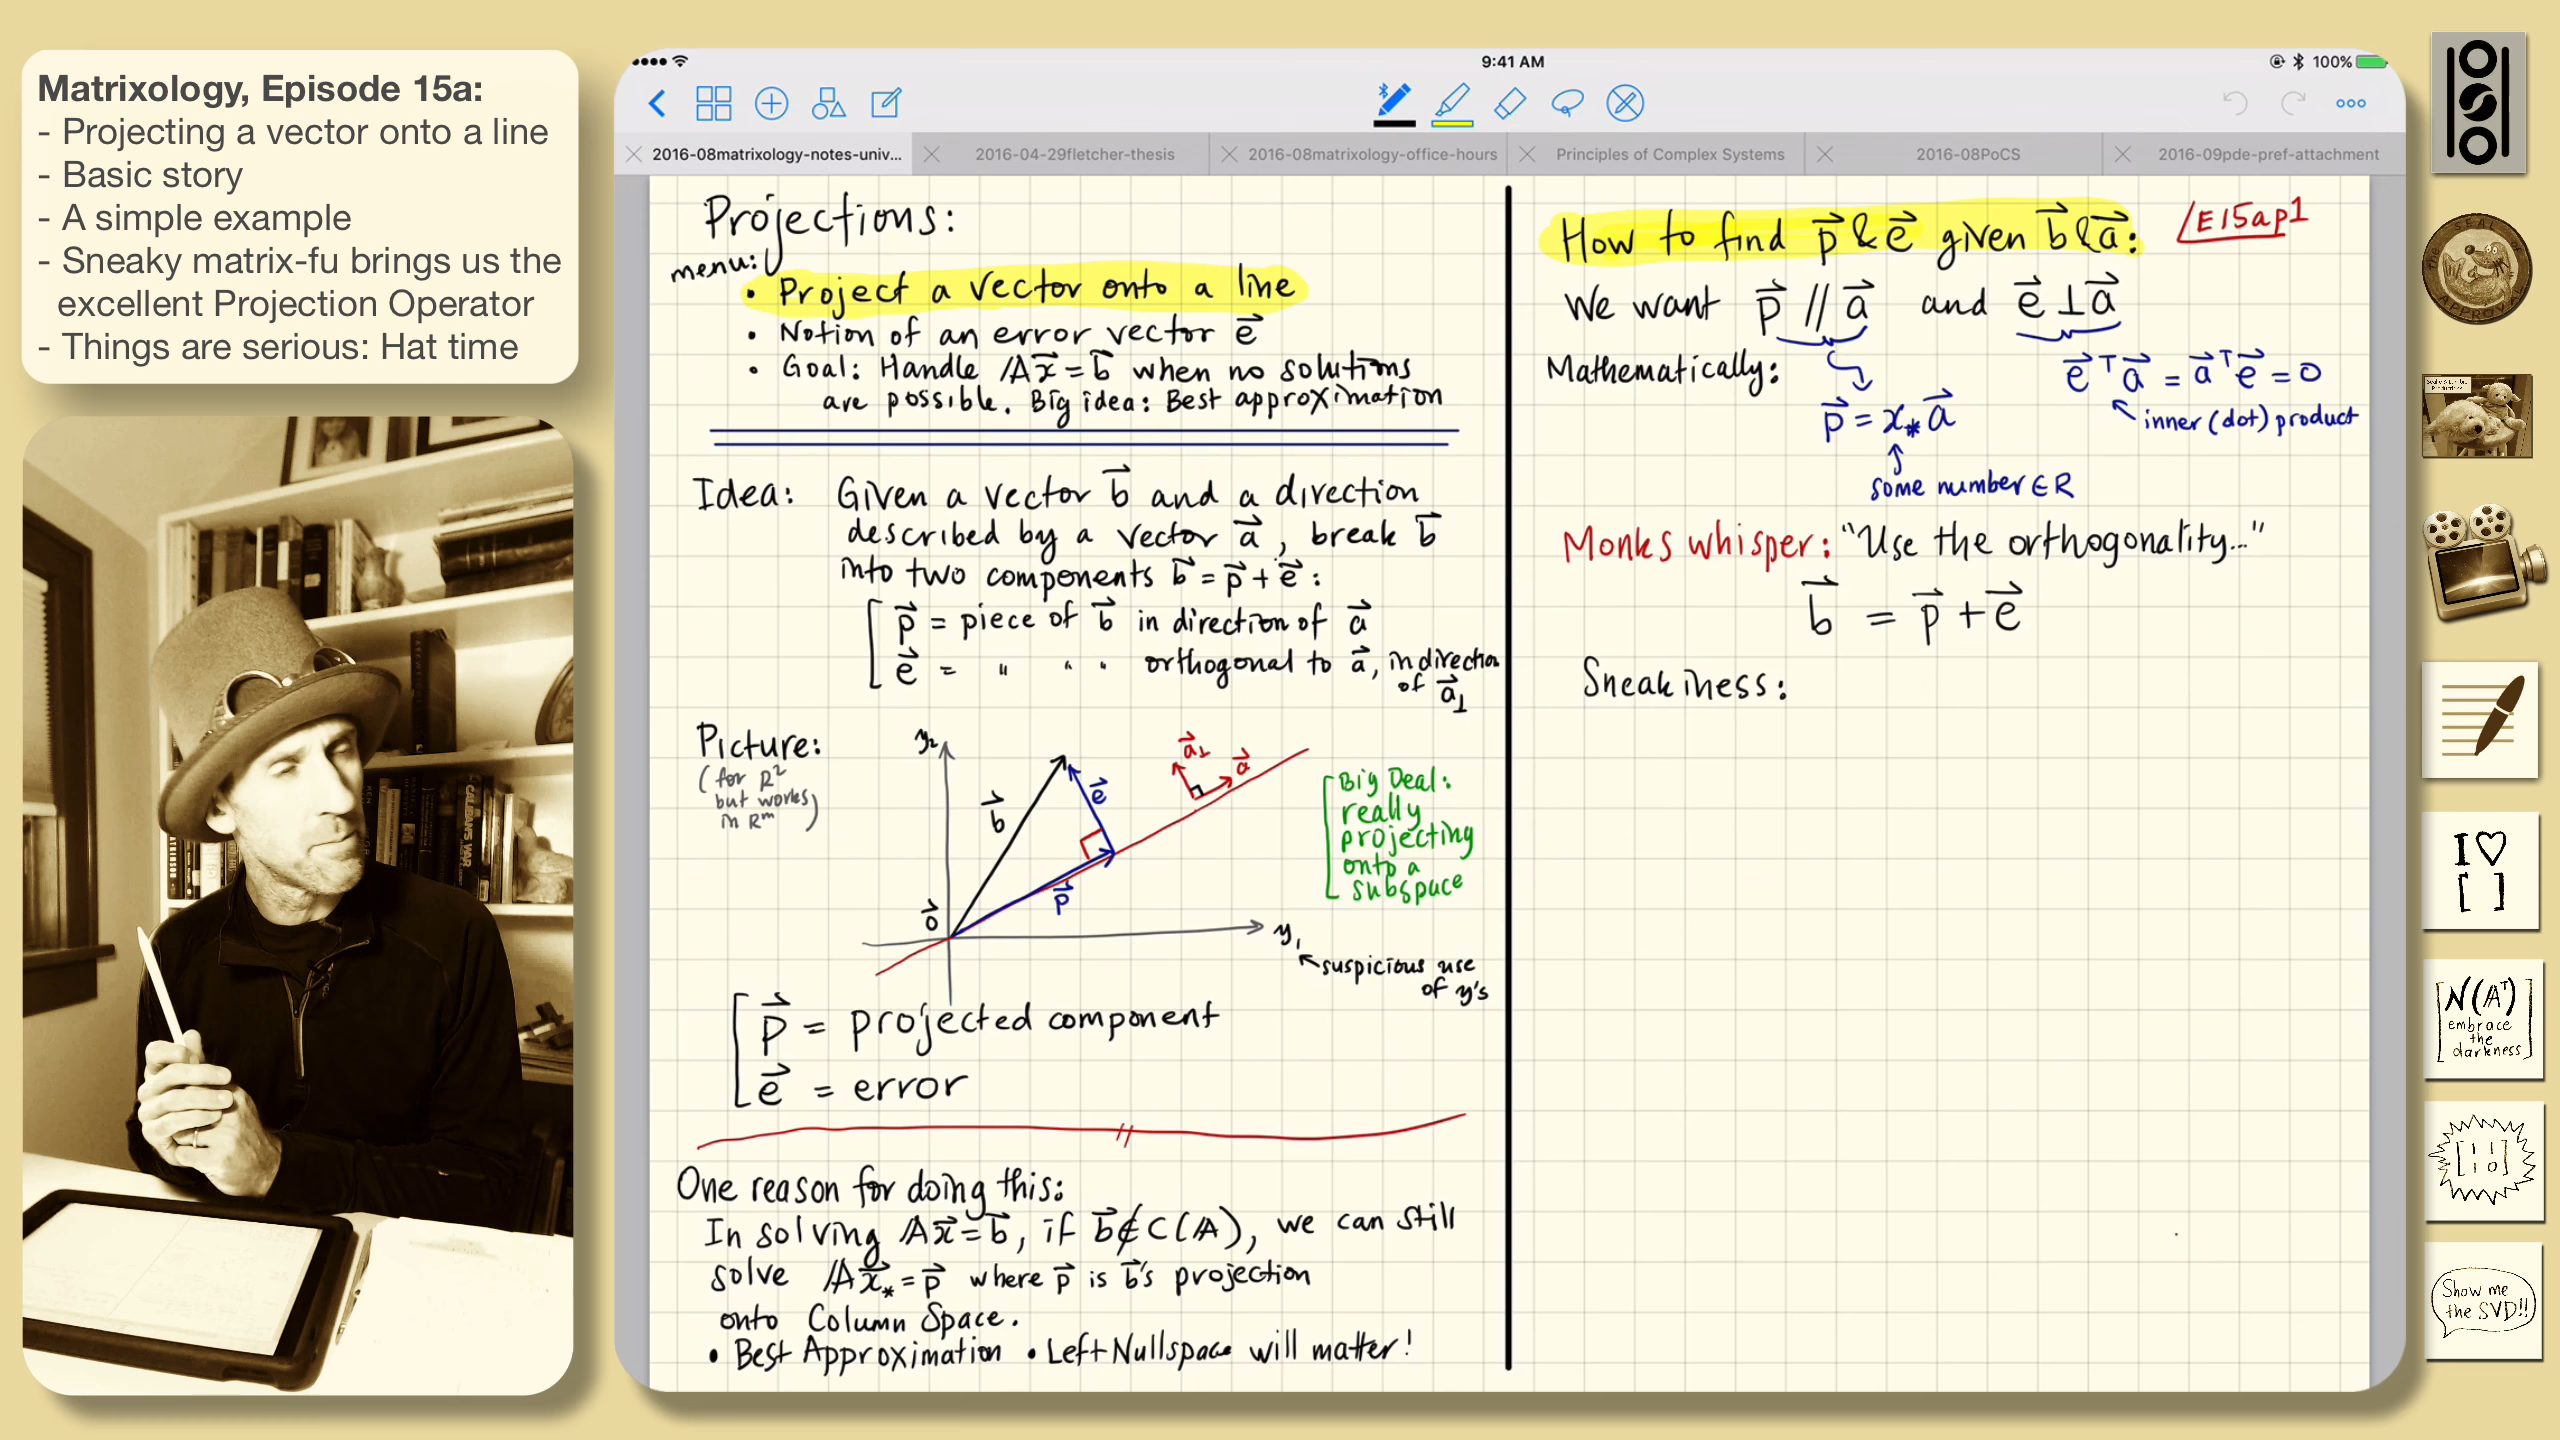 Matrixology, Episode 15a:
- Projecting a vector onto a line
- Basic story
- A simple example
- Sneaky matrix-fu brings us the
excellent Projection Operator
- Things are serious: Hat time
9:41 AM
100%
2016-08matrixology-notes-univ...
2016-04-29fletcher-thesis
2016-08matrixology-office-hours
Principles of Complex Systems
2016-08PoCS
2016-09pde-pref-attachment
Projections:
menu:
• Project a vector onto a line
• Notion of an error vector e⃗
• Goal: Handle Ax⃗ = b⃗ when no solutions
are possible. Big idea: Best approximation
Idea: Given a vector b⃗ and a direction
described by a vector a⃗, break b⃗
into two components b⃗ = p⃗ + e⃗:
p⃗ = piece of b⃗ in direction of a⃗
e⃗ = " " " orthogonal to a⃗, in direction
of a⃗⊥
Picture:
(for R²
but works
in Rᵐ)
y₂
b⃗
e⃗
p⃗
0⃗
a⃗⊥
a⃗
y₁
Big Deal:
really
projecting
onto a
subspace
suspicious use
of y's
p⃗ = projected component
e⃗ = error
One reason for doing this:
In solving Ax⃗ = b⃗, if b⃗ ∉ C(A), we can still
solve Ax⃗* = p⃗ where p⃗ is b⃗'s projection
onto Column Space.
• Best Approximation • Left Nullspace will matter!
How to find p⃗ & e⃗ given b⃗ & a⃗:
E15ap1
We want p⃗ // a⃗ and e⃗ ⊥ a⃗
Mathematically:
e⃗ᵀa⃗ = a⃗ᵀe⃗ = 0
inner (dot) product
p⃗ = x* a⃗
some number ∈ R
Monks whisper: "Use the orthogonality..."
b⃗ = p⃗ + e⃗
Sneakiness:
I ♡
[ ]
N(Aᵀ)
embrace
the
darkness
[1 1
1 0]
Show me
the SVD!!
CALIBAN'S WAR